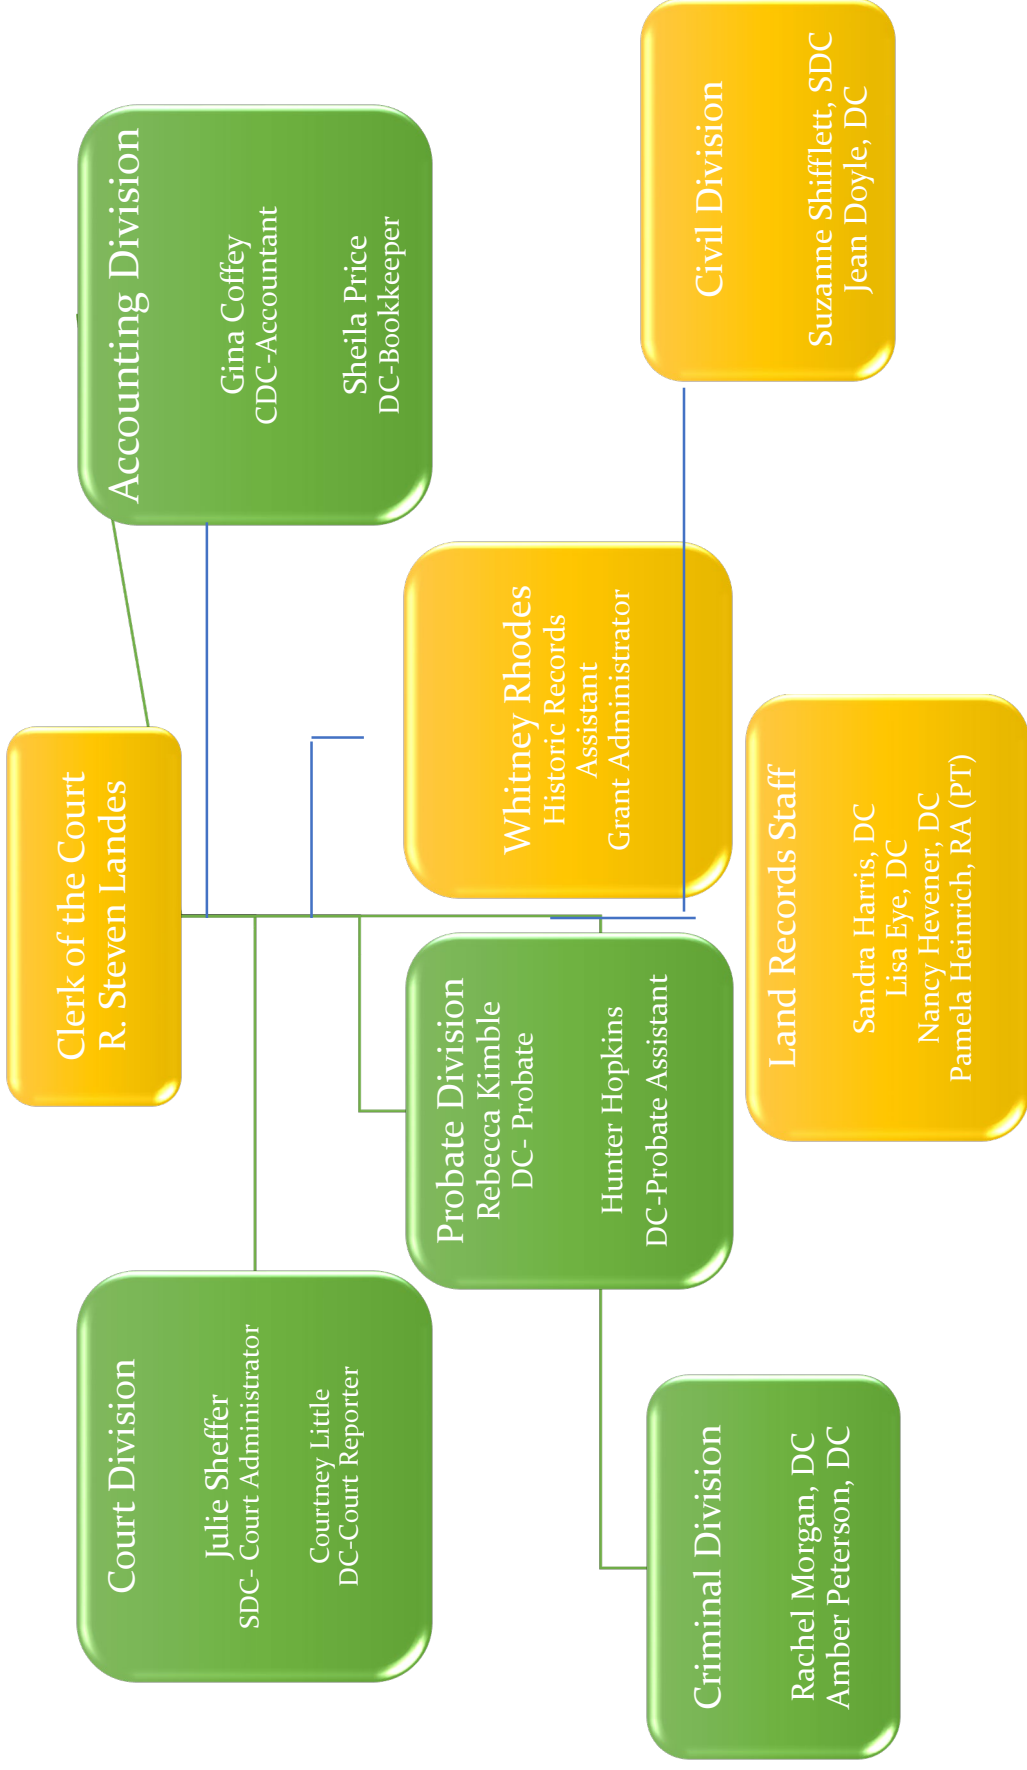 Clerk of the Court
R. Steven Landes
Court Division
Julie Sheffer
SDC- Court Administrator
Courtney Little
DC-Court Reporter
Accounting Division
Gina Coffey
CDC-Accountant
Sheila Price
DC-Bookkeeper
Probate Division
Rebecca Kimble
DC- Probate
Hunter Hopkins
DC-Probate Assistant
Whitney Rhodes
Historic Records
Assistant
Grant Administrator
Criminal Division
Rachel Morgan, DC
Amber Peterson, DC
Land Records Staff
Sandra Harris, DC
Lisa Eye, DC
Nancy Hevener, DC
Pamela Heinrich, RA (PT)
Civil Division
Suzanne Shifflett, SDC
Jean Doyle, DC